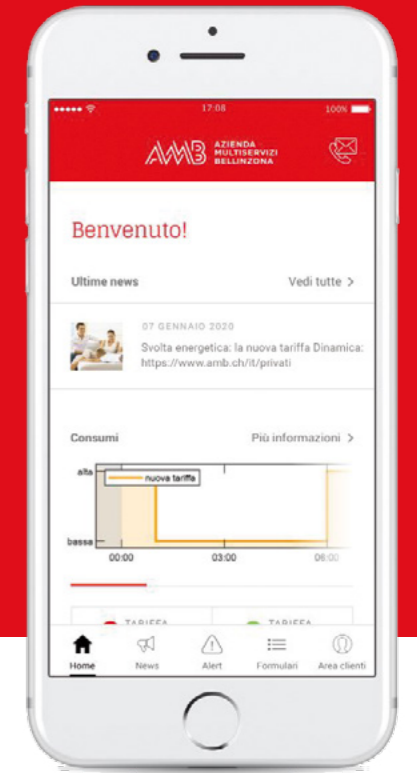 17:08
100%
AMB AZIENDA
MULTISERVIZI
BELLINZONA
Benvenuto!
Ultime news
Vedi tutte >
07 GENNAIO 2020
Svolta energetica: la nuova tariffa Dinamica:
https://www.amb.ch/it/privati
Consumi
Più informazioni >
alta
nuova tariffa
bassa
00:00
03:00
06:00
TARIFFA
TARIFFA
Home
News
Alert
Formulari
Area clienti